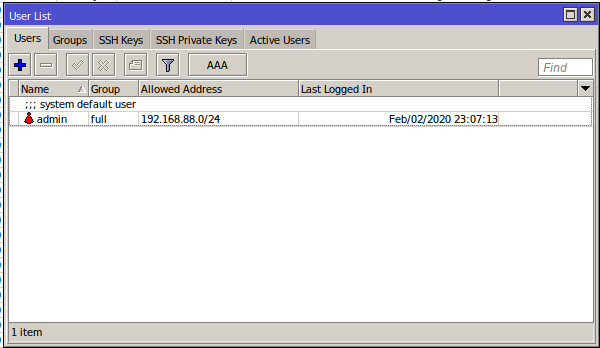 User List
Users Groups SSH Keys SSH Private Keys Active Users
AAA Find
Name Group Allowed Address Last Logged In
;;; system default user
admin full 192.168.88.0/24 Feb/02/2020 23:07:13
1 item